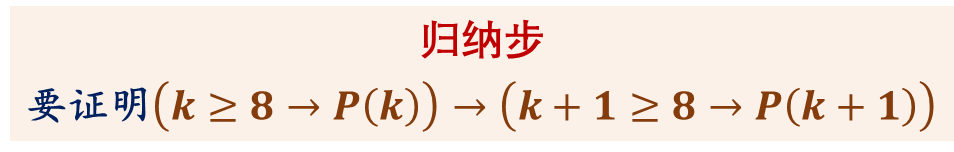 归纳步
要证明(k ≥ 8 → P(k)) → (k + 1 ≥ 8 → P(k + 1))